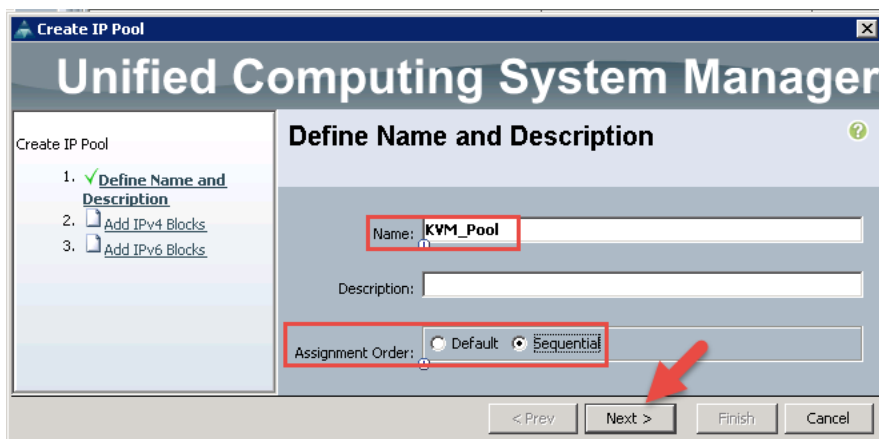 Create IP Pool
Unified Computing System Manager
Create IP Pool
1. Define Name and
Description
2. Add IPv4 Blocks
3. Add IPv6 Blocks
Define Name and Description
Name: KVM_Pool
Description:
Assignment Order: Default Sequential
< Prev Next > Finish Cancel